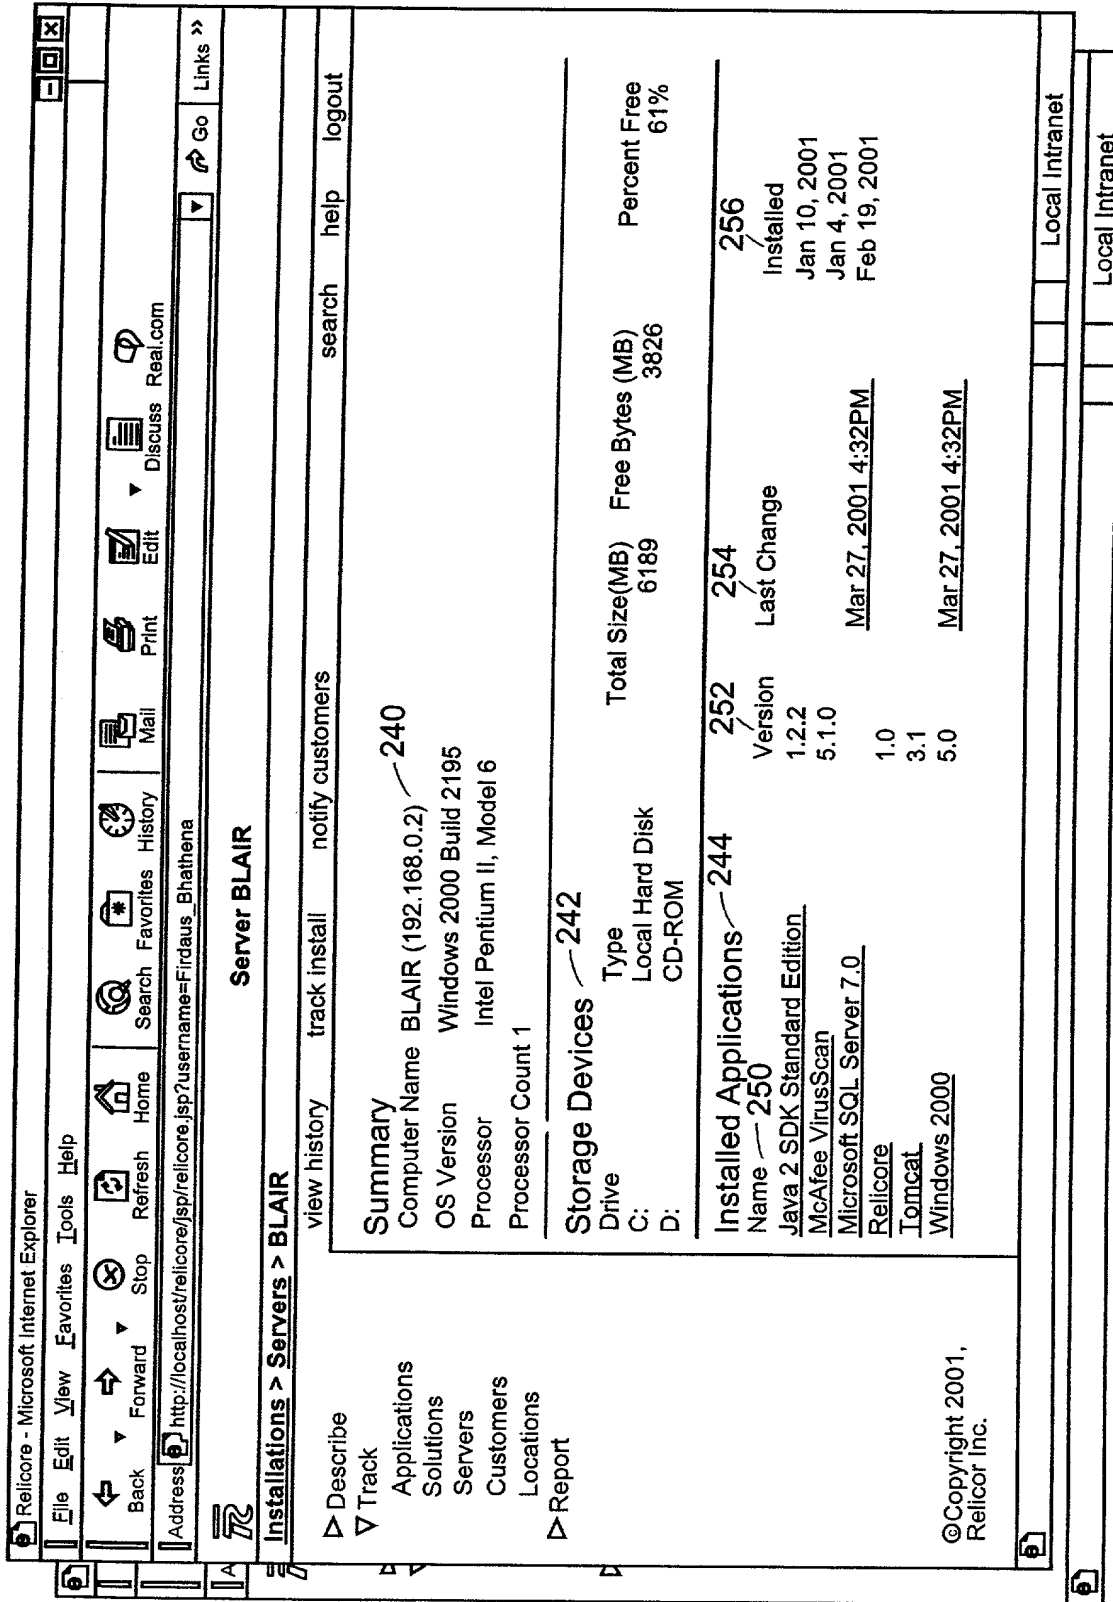 Relicore - Microsoft Internet Explorer
File Edit View Favorites Tools Help
Back Forward Stop Refresh Home Search Favorites History Mail Print Edit Discuss Real.com
Address http://localhost/relicore/jsp/relicore.jsp?username=Firdaus_Bhathena Go Links >>
R Server BLAIR
Installations > Servers > BLAIR
view history track install notify customers search help logout
Describe
Track
Applications
Solutions
Servers
Customers
Locations
Report
©Copyright 2001,
Relicor Inc.
Summary
Computer Name BLAIR (192.168.0.2) 240
OS Version Windows 2000 Build 2195
Processor Intel Pentium II, Model 6
Processor Count 1
Storage Devices 242
Drive Type Total Size(MB) Free Bytes (MB) Percent Free
C: Local Hard Disk 6189 3826 61%
D: CD-ROM
Installed Applications 244
250 252 254 256
Name Version Last Change Installed
Java 2 SDK Standard Edition 1.2.2 Jan 10, 2001
McAfee VirusScan 5.1.0 Jan 4, 2001
Microsoft SQL Server 7.0 Mar 27, 2001 4:32PM Feb 19, 2001
Relicore 1.0
Tomcat 3.1
Windows 2000 5.0 Mar 27, 2001 4:32PM
Local Intranet
A
Local Intranet